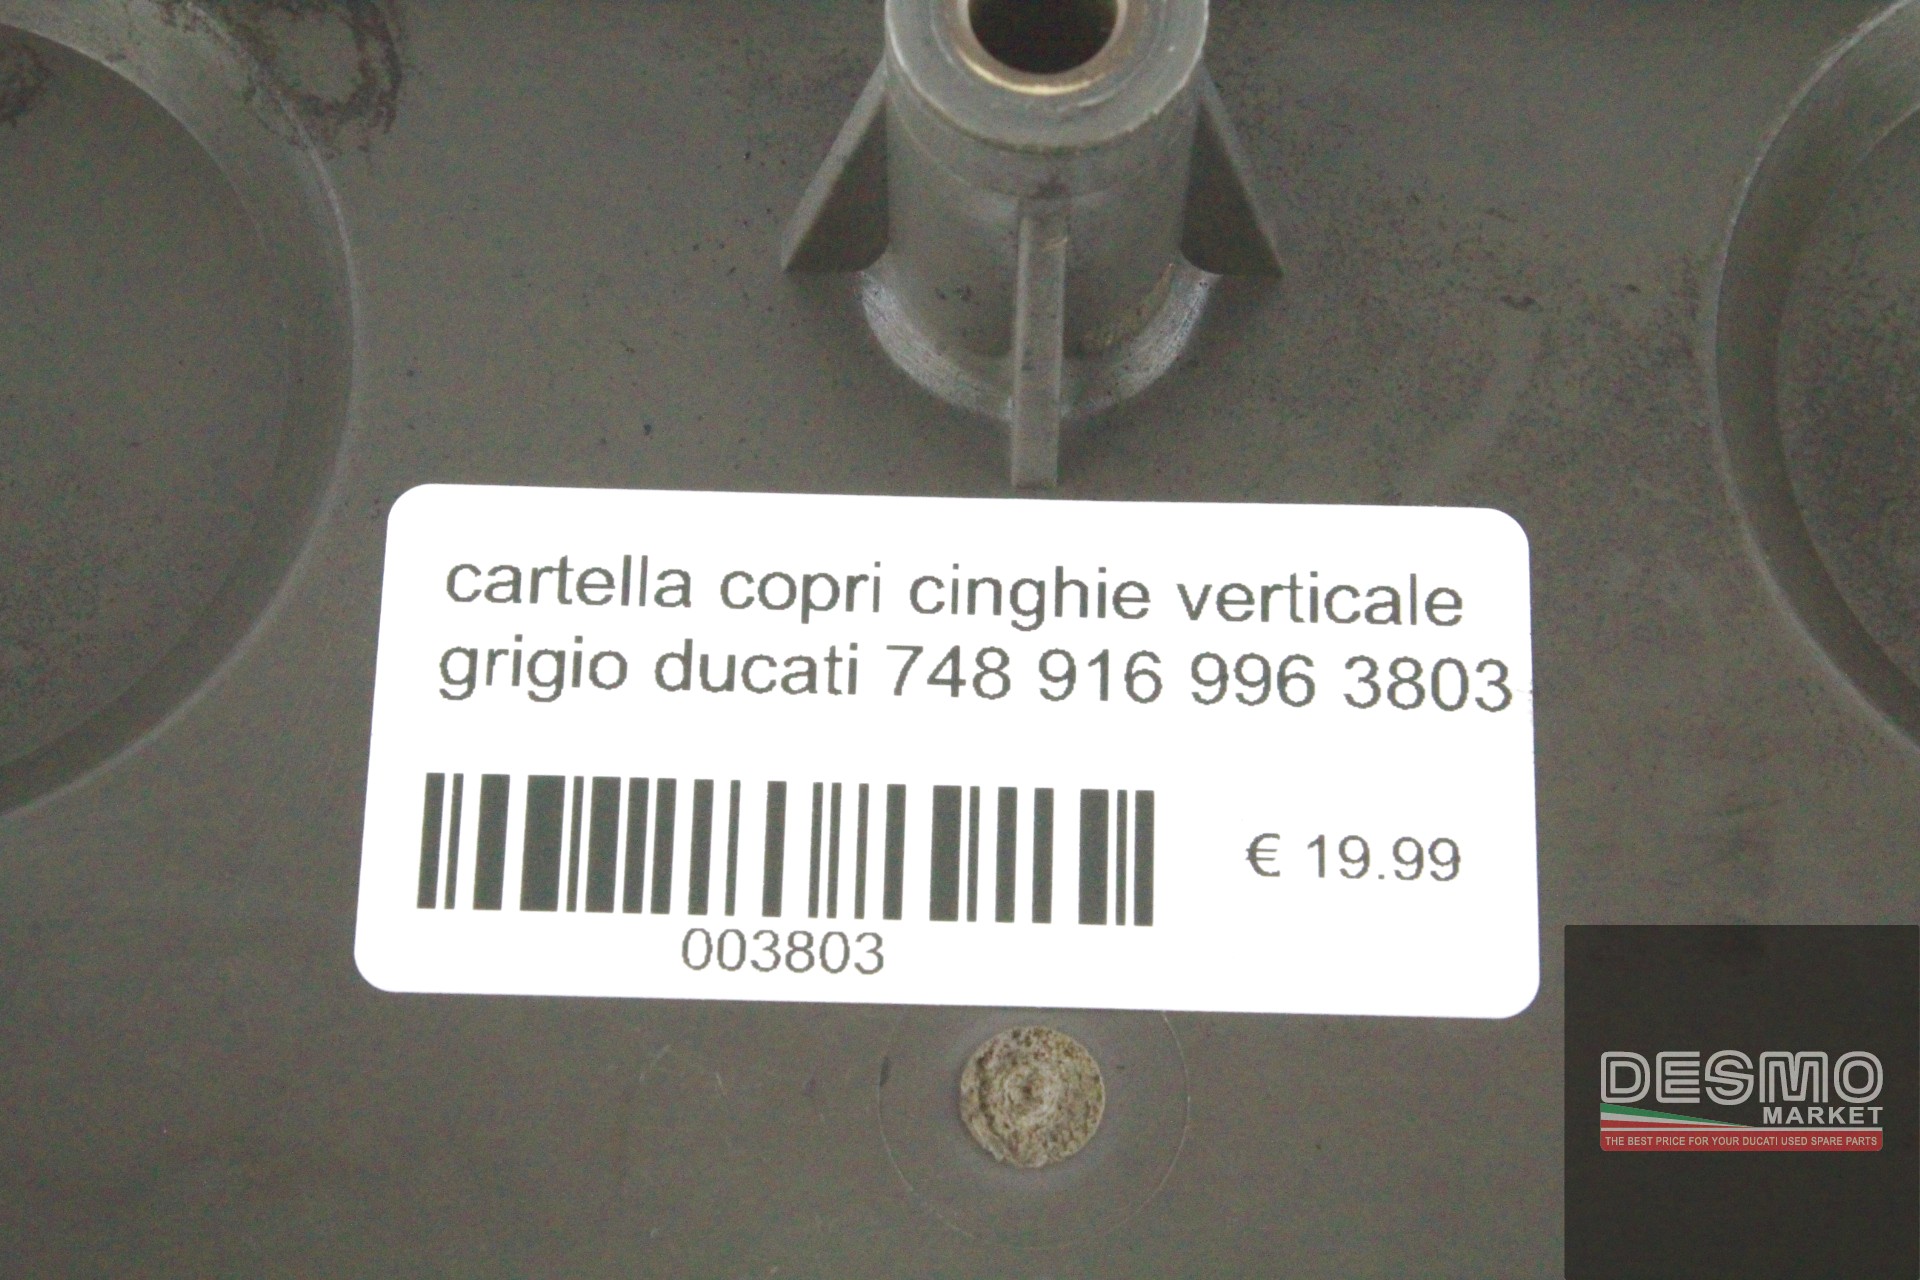 cartella copri cinghie verticale
grigio ducati 748 916 996 3803
€ 19.99
003803
DESMO
MARKET
THE BEST PRICE FOR YOUR DUCATI USED SPARE PARTS